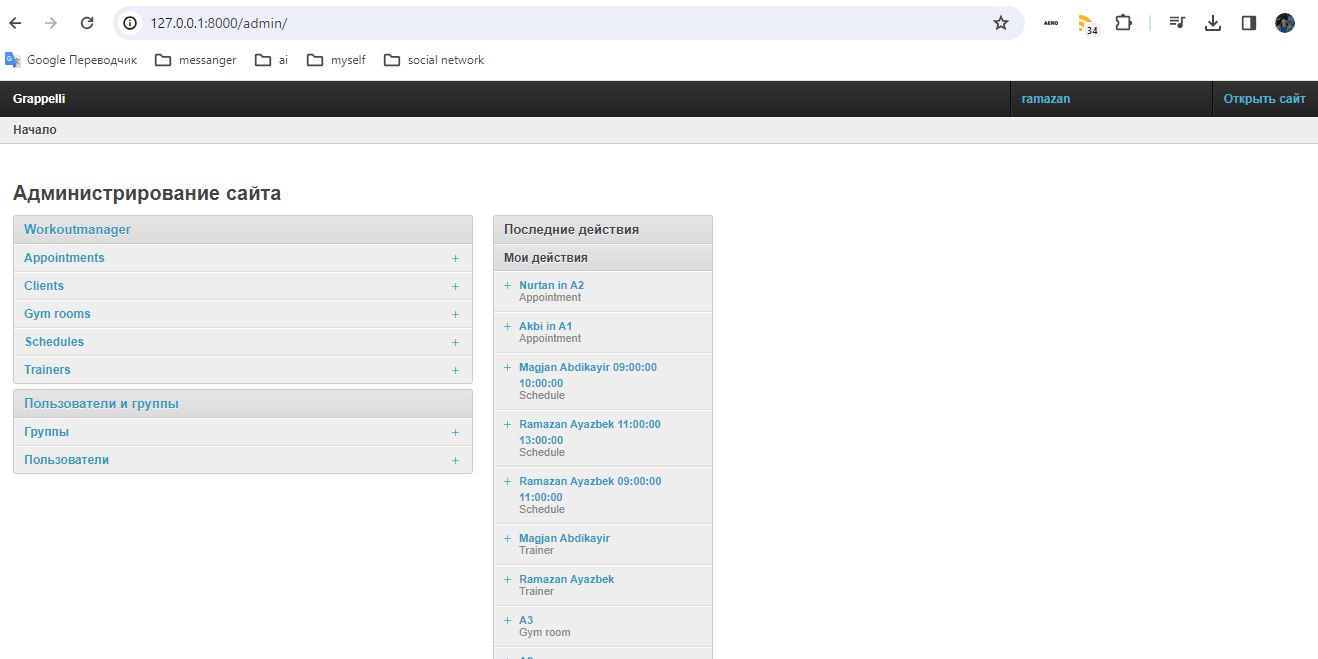 127.0.0.1:8000/admin/
AERO
34
Google Переводчик
messanger
ai
myself
social network
Grappelli
ramazan
Открыть сайт
Начало
Администрирование сайта
Workoutmanager
Appointments +
Clients +
Gym rooms +
Schedules +
Trainers +
Пользователи и группы
Группы +
Пользователи +
Последние действия
Мои действия
+ Nurtan in A2
Appointment
+ Akbi in A1
Appointment
+ Magjan Abdikayir 09:00:00
10:00:00
Schedule
+ Ramazan Ayazbek 11:00:00
13:00:00
Schedule
+ Ramazan Ayazbek 09:00:00
11:00:00
Schedule
+ Magjan Abdikayir
Trainer
+ Ramazan Ayazbek
Trainer
+ A3
Gym room